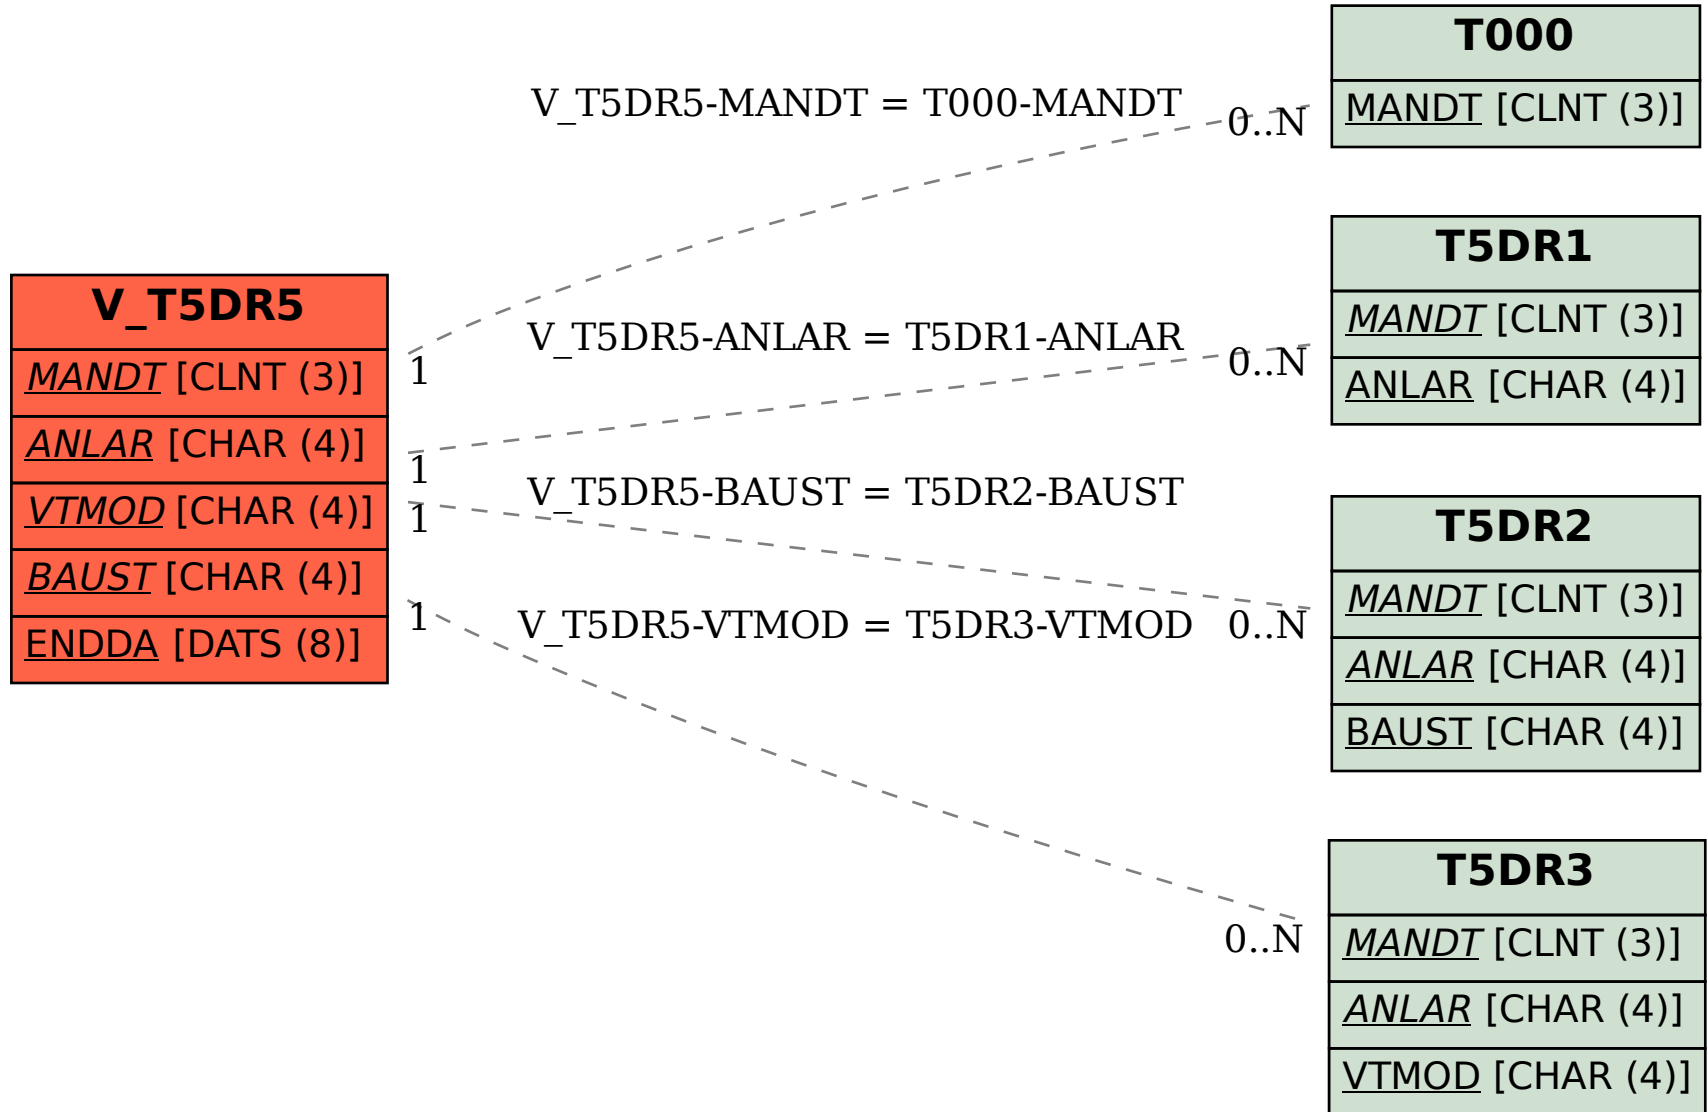 V_T5DR5
MANDT [CLNT (3)]
ANLAR [CHAR (4)]
VTMOD [CHAR (4)]
BAUST [CHAR (4)]
ENDDA [DATS (8)]
V_T5DR5-MANDT = T000-MANDT
1
0..N
V_T5DR5-ANLAR = T5DR1-ANLAR
1
0..N
V_T5DR5-BAUST = T5DR2-BAUST
1
0..N
V_T5DR5-VTMOD = T5DR3-VTMOD
1
0..N
T000
MANDT [CLNT (3)]
T5DR1
MANDT [CLNT (3)]
ANLAR [CHAR (4)]
T5DR2
MANDT [CLNT (3)]
ANLAR [CHAR (4)]
BAUST [CHAR (4)]
T5DR3
MANDT [CLNT (3)]
ANLAR [CHAR (4)]
VTMOD [CHAR (4)]